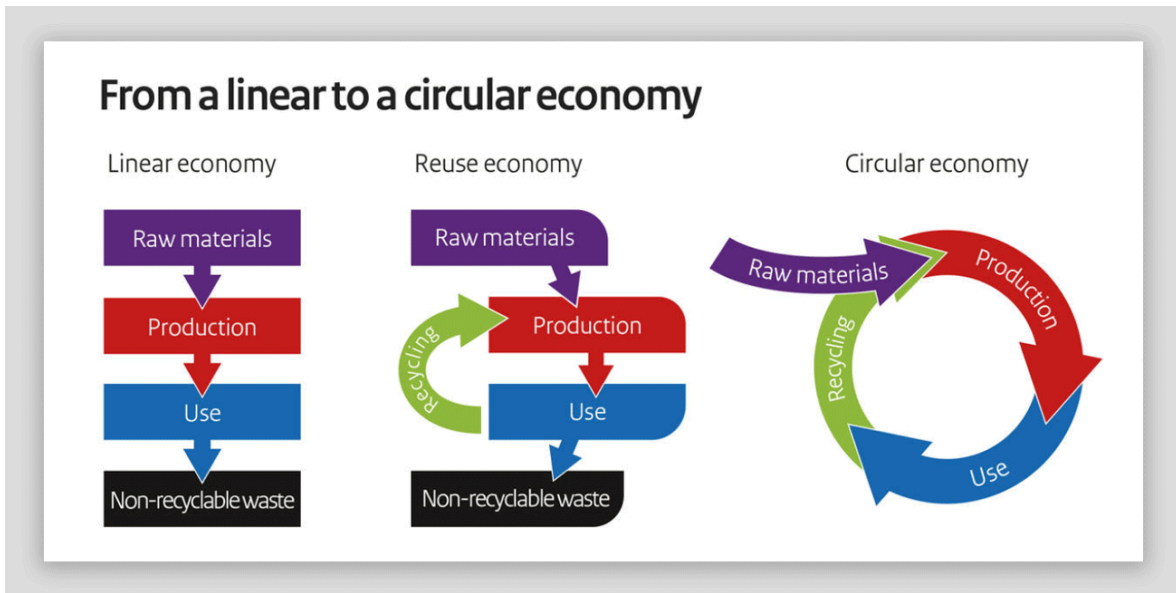 From a linear to a circular economy
Linear economy
Raw materials
Production
Use
Non-recyclable waste
Reuse economy
Raw materials
Production
Recycling
Use
Non-recyclable waste
Circular economy
Raw materials
Production
Use
Recycling